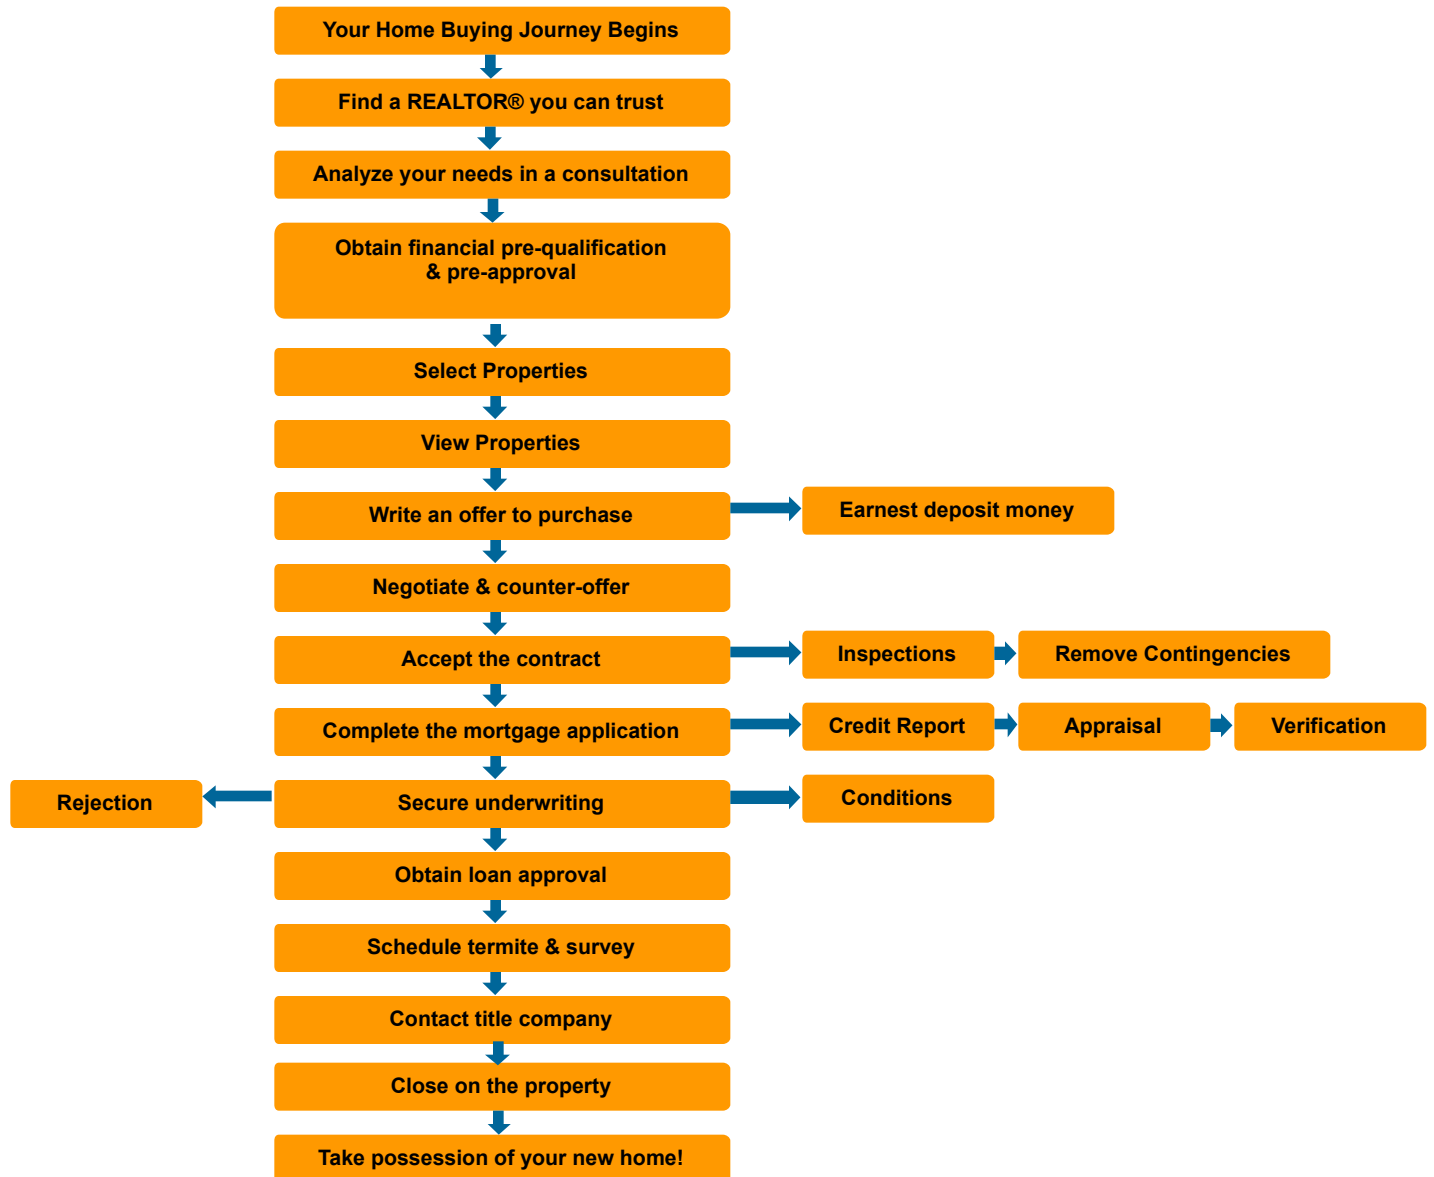 Your Home Buying Journey Begins
Find a REALTOR® you can trust
Analyze your needs in a consultation
Obtain financial pre-qualification
& pre-approval
Select Properties
View Properties
Write an offer to purchase
Earnest deposit money
Negotiate & counter-offer
Accept the contract
Inspections
Remove Contingencies
Complete the mortgage application
Credit Report
Appraisal
Verification
Rejection
Secure underwriting
Conditions
Obtain loan approval
Schedule termite & survey
Contact title company
Close on the property
Take possession of your new home!